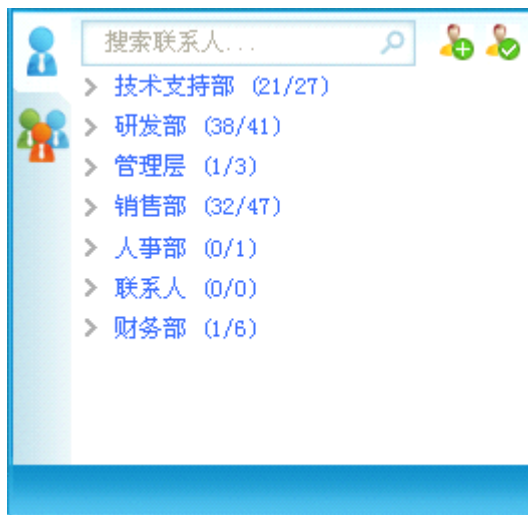 搜索联系人...
技术支持部 (21/27)
研发部 (38/41)
管理层 (1/3)
销售部 (32/47)
人事部 (0/1)
联系人 (0/0)
财务部 (1/6)